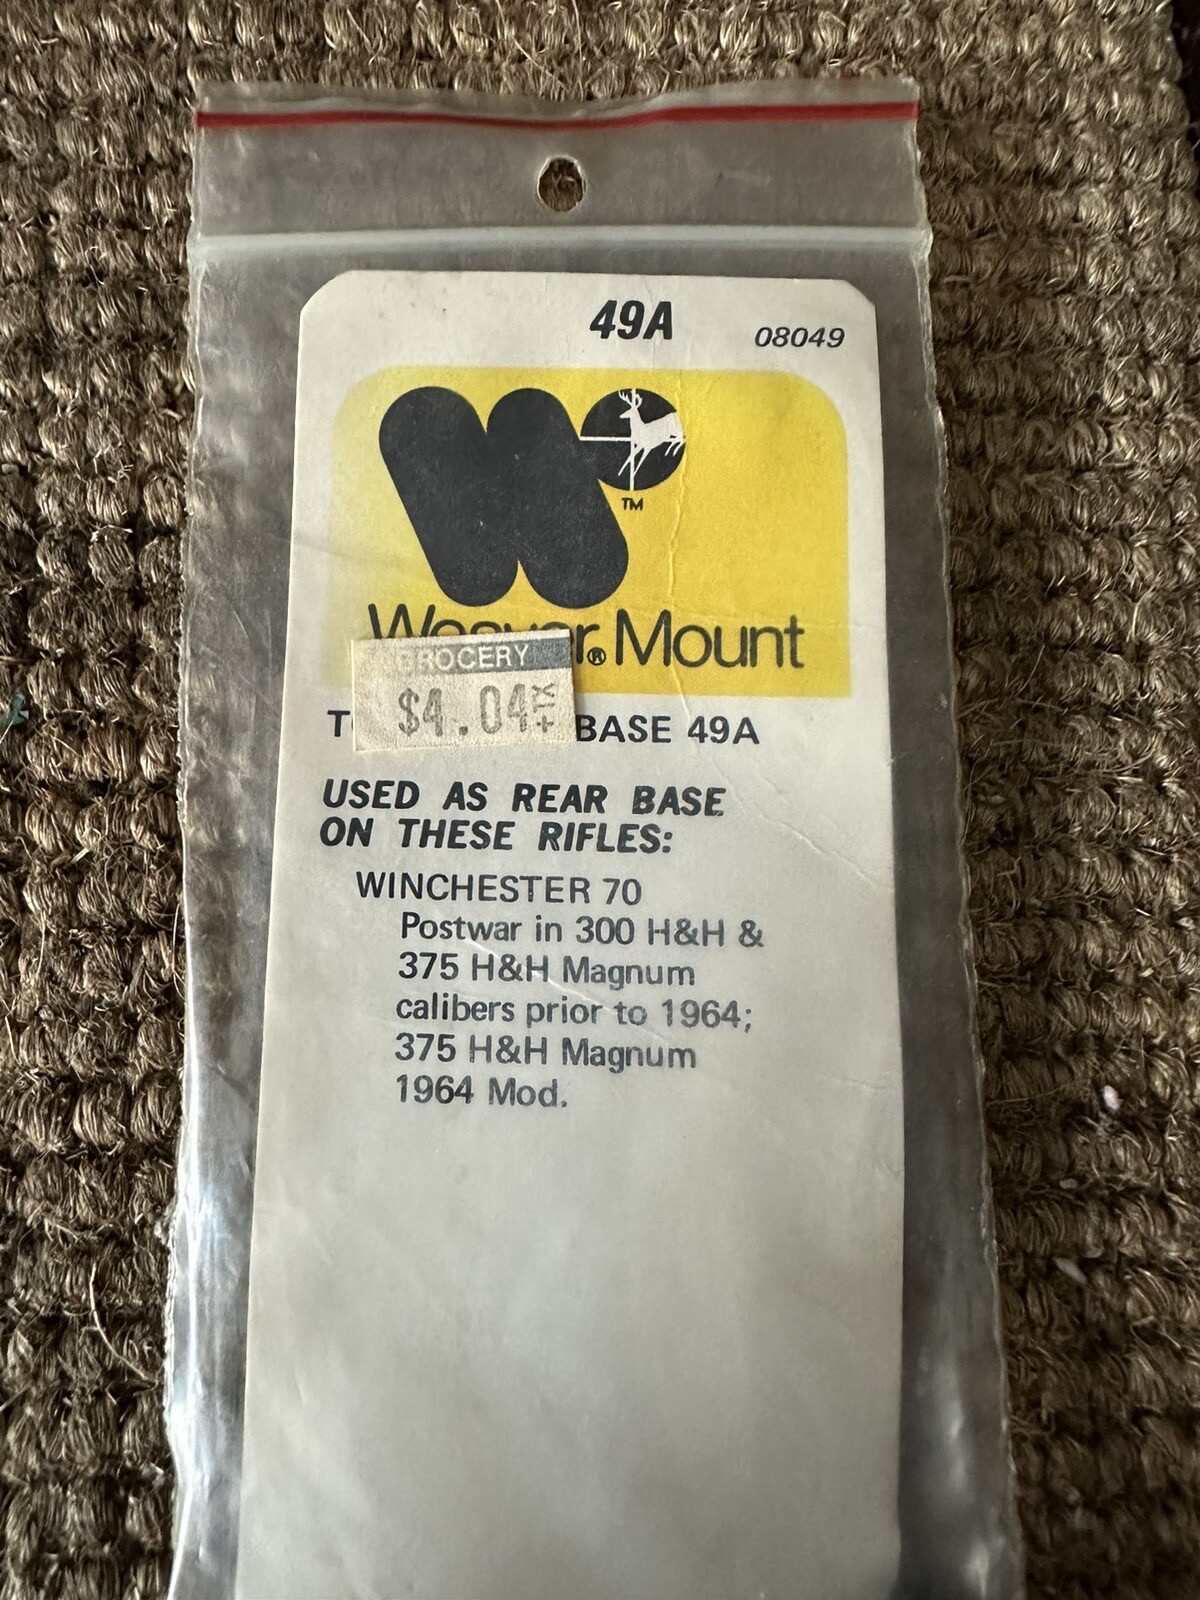 49A
08049
TM
Weaver® Mount
GROCERY
$4.04 +TX
BASE 49A
USED AS REAR BASE
ON THESE RIFLES:
WINCHESTER 70
Postwar in 300 H&H &
375 H&H Magnum
calibers prior to 1964;
375 H&H Magnum
1964 Mod.